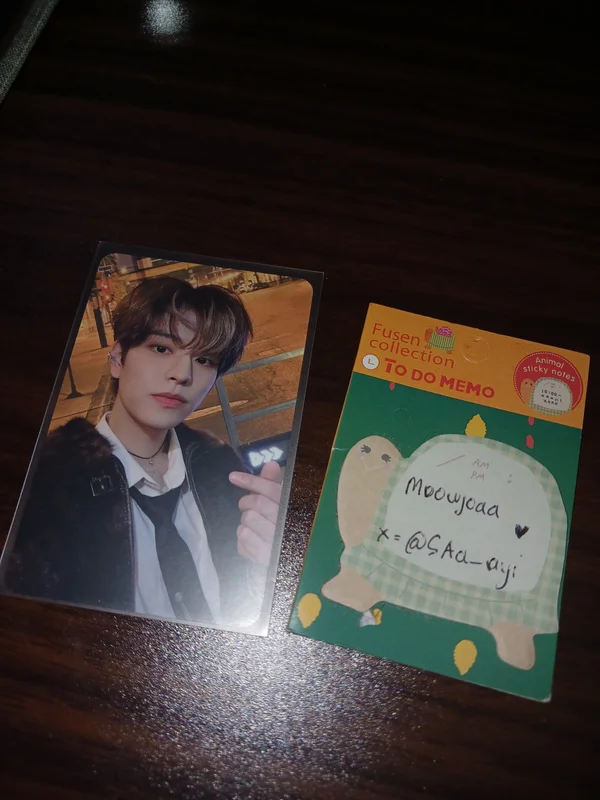 Fusen
collection
L
TO DO MEMO
Animal
sticky notes
AM
PM
:
Moowjoaa
x = @SAa_ayi